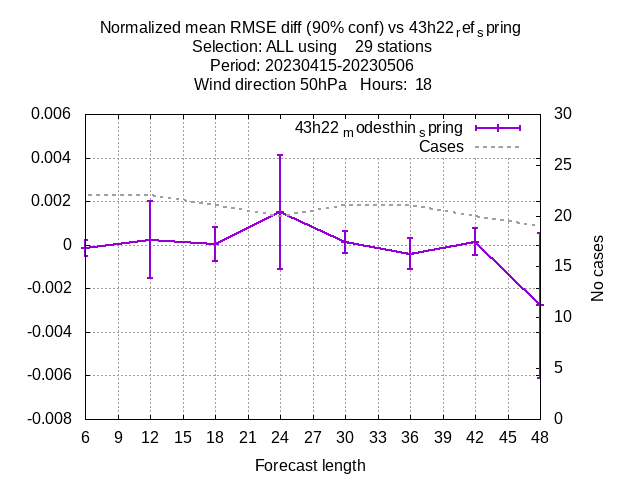 Normalized mean RMSE diff (90% conf) vs 43h22refspring
Selection: ALL using 29 stations
Period: 20230415-20230506
Wind direction 50hPa Hours: 18
43h22modesthinspring
Cases
0.006
0.004
0.002
0
-0.002
-0.004
-0.006
-0.008
30
25
20
15
10
5
0
No cases
6 9 12 15 18 21 24 27 30 33 36 39 42 45 48
Forecast length